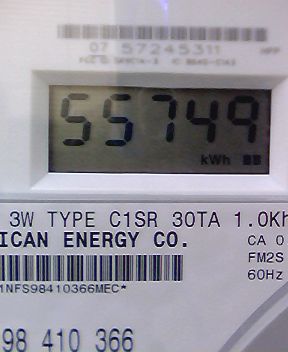 07 57245311
55749
kWh
3W TYPE C1SR 30TA 1.0Kh
ICAN ENERGY CO.
CA 0
FM2S
60Hz
1NFS98410366MEC*
98 410 366